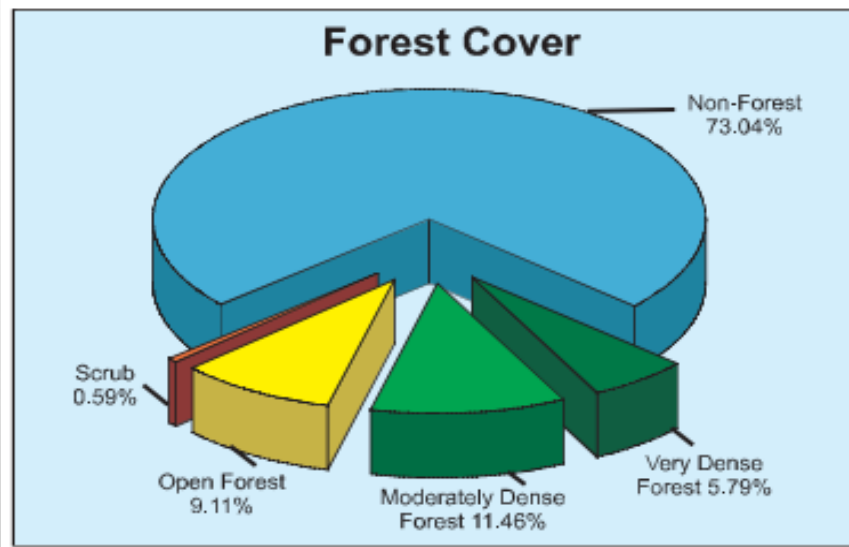 Forest Cover
Non-Forest
73.04%
Scrub
0.59%
Open Forest
9.11%
Moderately Dense
Forest 11.46%
Very Dense
Forest 5.79%